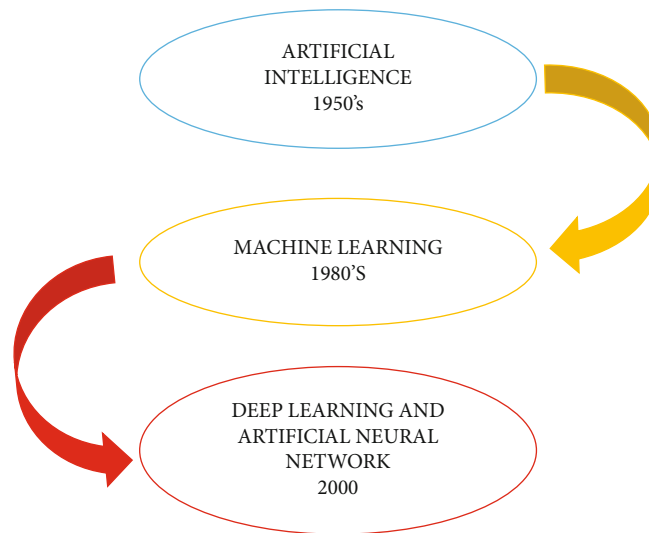 ARTIFICIAL
INTELLIGENCE
1950's
MACHINE LEARNING
1980'S
DEEP LEARNING AND
ARTIFICIAL NEURAL
NETWORK
2000